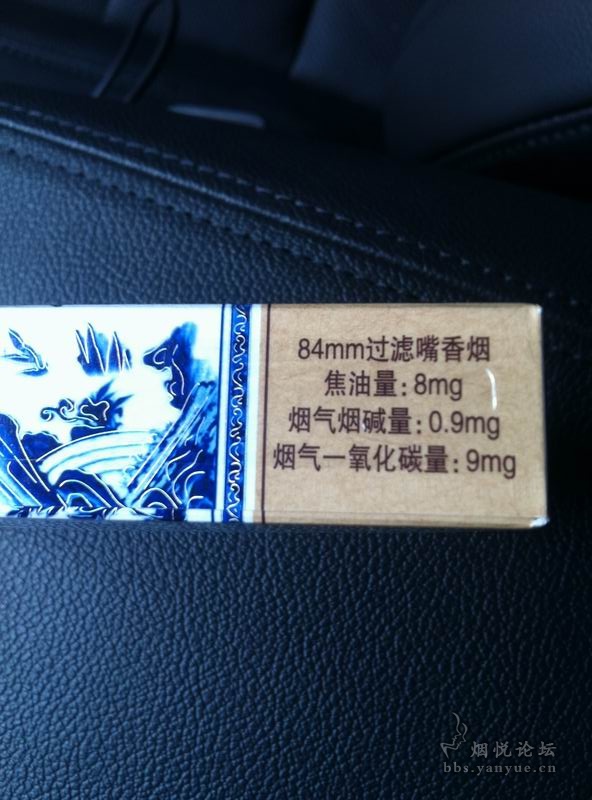 84mm过滤嘴香烟
焦油量:8mg
烟气烟碱量:0.9mg
烟气一氧化碳量:9mg
烟悦论坛
bbs.yanyue.cn